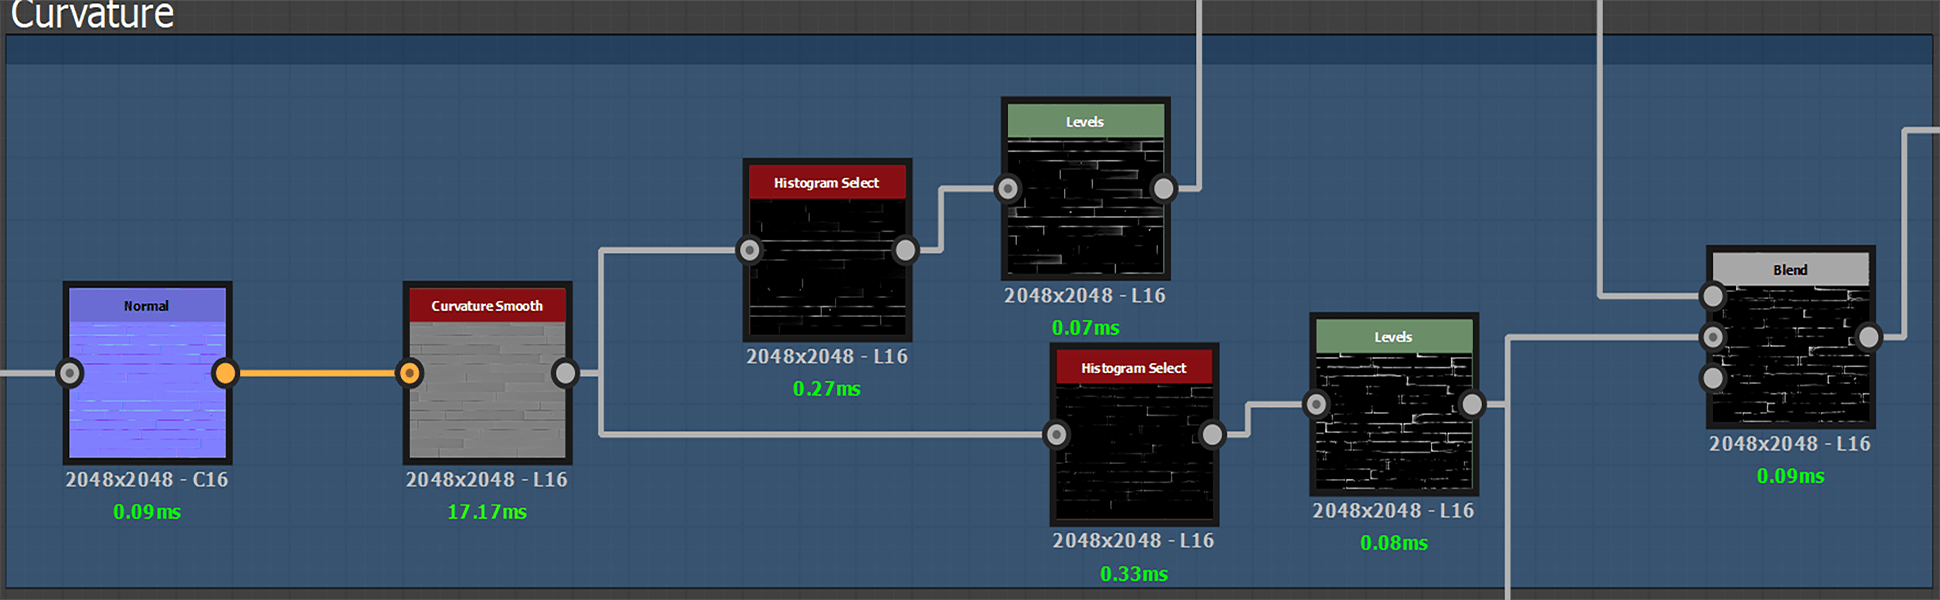 Curvature
Normal
2048x2048 - C16
0.09ms
Curvature Smooth
2048x2048 - L16
17.17ms
Histogram Select
2048x2048 - L16
0.27ms
Levels
2048x2048 - L16
0.07ms
Histogram Select
2048x2048 - L16
0.33ms
Levels
2048x2048 - L16
0.08ms
Blend
2048x2048 - L16
0.09ms